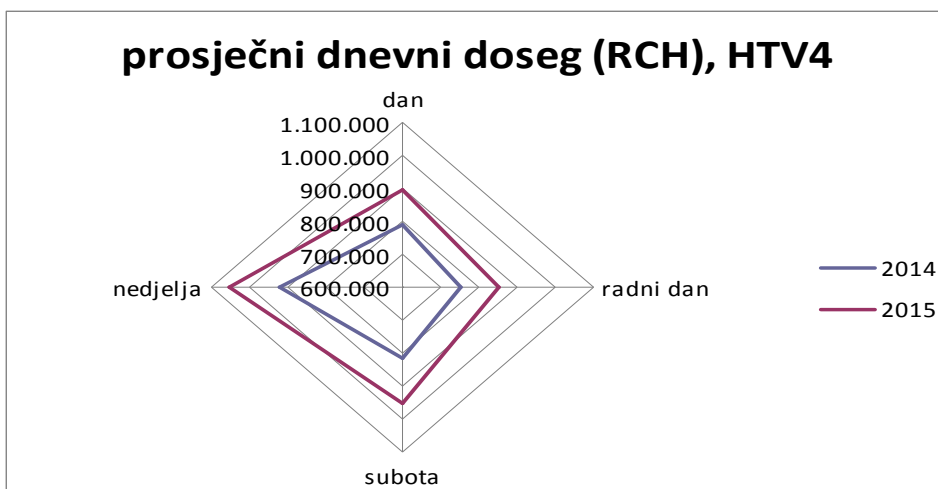 prosječni dnevni doseg (RCH), HTV4
dan
1.100.000
1.000.000
900.000
800.000
700.000
600.000
nedjelja
radni dan
subota
2014
2015